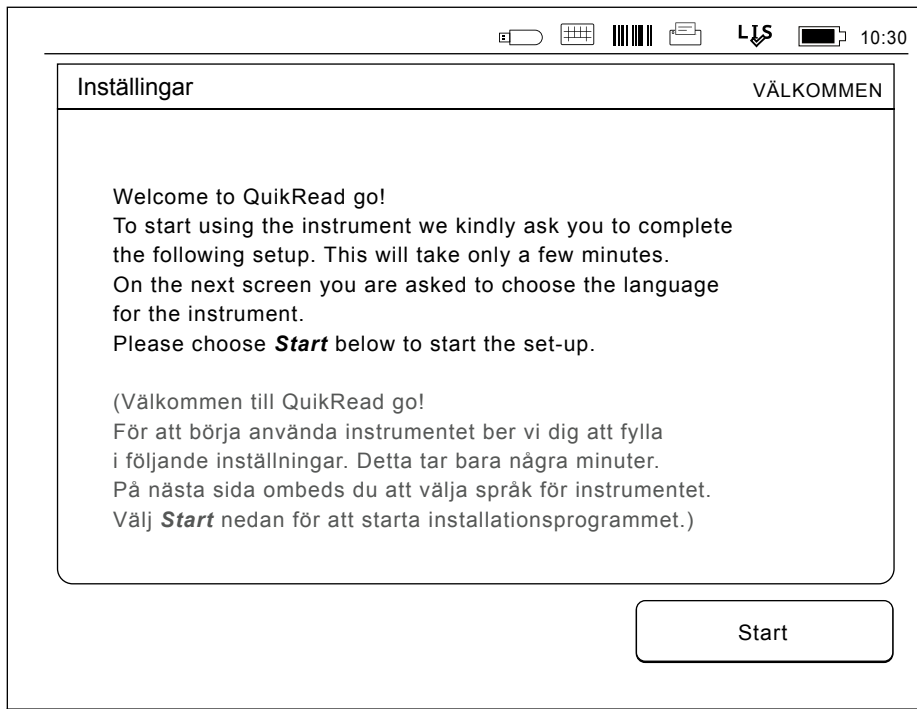 LIS 10:30
Inställingar VÄLKOMMEN
Welcome to QuikRead go!
To start using the instrument we kindly ask you to complete
the following setup. This will take only a few minutes.
On the next screen you are asked to choose the language
for the instrument.
Please choose Start below to start the set-up.
(Välkommen till QuikRead go!
För att börja använda instrumentet ber vi dig att fylla
i följande inställningar. Detta tar bara några minuter.
På nästa sida ombeds du att välja språk för instrumentet.
Välj Start nedan för att starta installationsprogrammet.)
Start